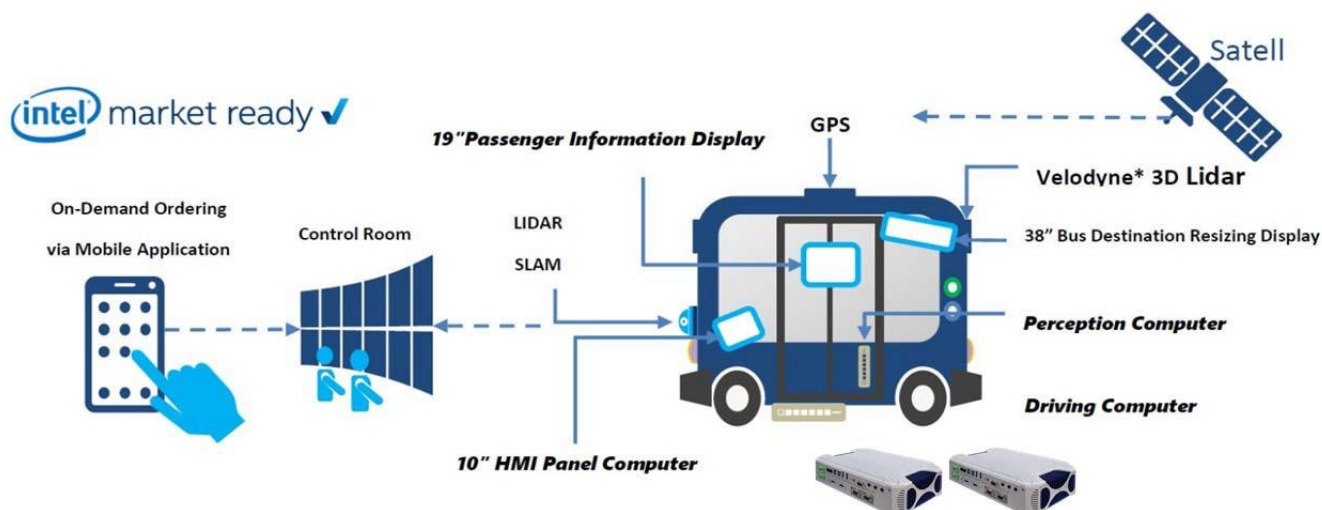 Satell
intel market ready
GPS
19"Passenger Information Display
Velodyne* 3D Lidar
On-Demand Ordering
via Mobile Application
Control Room
LIDAR
SLAM
38" Bus Destination Resizing Display
Perception Computer
Driving Computer
10" HMI Panel Computer